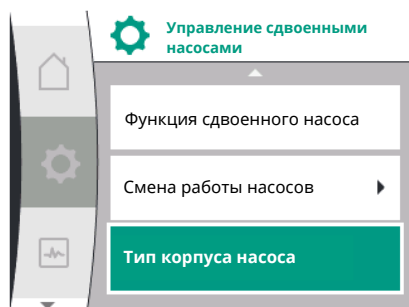 Управление сдвоенными
насосами
Функция сдвоенного насоса
Смена работы насосов
Тип корпуса насоса